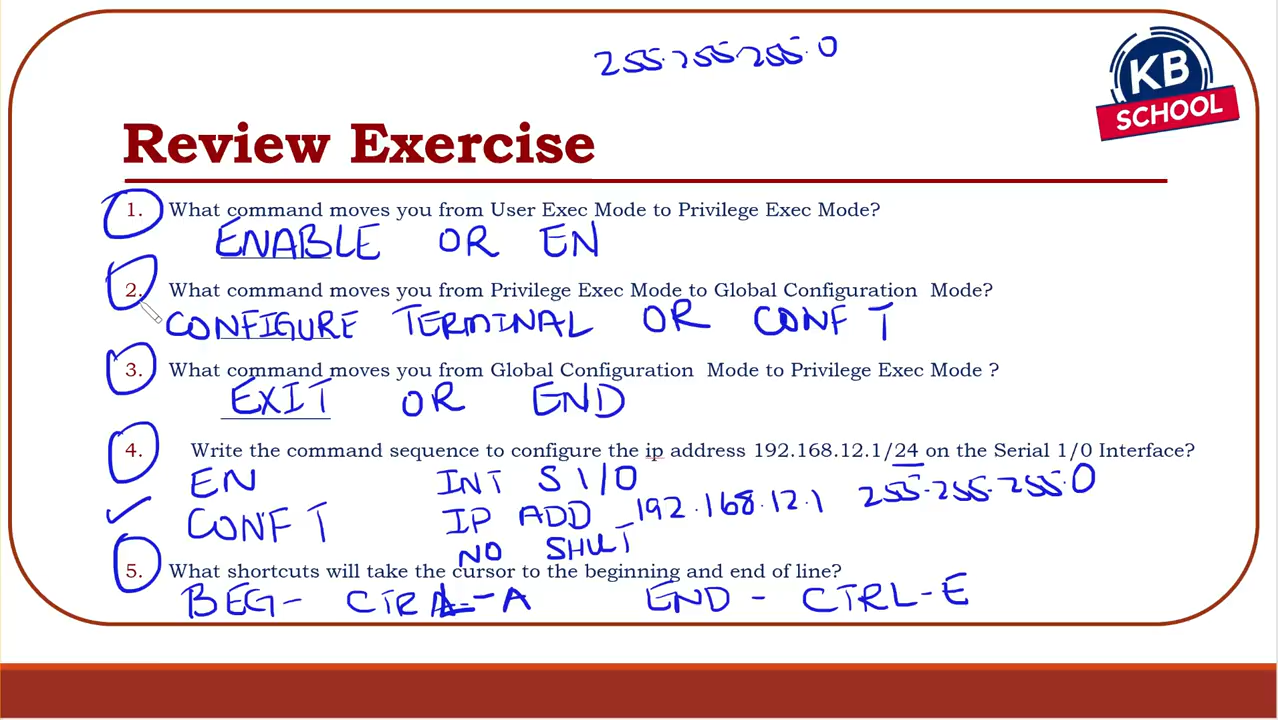 255.255.255.0
KB
SCHOOL
Review Exercise
1. What command moves you from User Exec Mode to Privilege Exec Mode?
ENABLE OR EN
2. What command moves you from Privilege Exec Mode to Global Configuration Mode?
CONFIGURE TERMINAL OR CONF T
3. What command moves you from Global Configuration Mode to Privilege Exec Mode ?
EXIT OR END
4. Write the command sequence to configure the ip address 192.168.12.1/24 on the Serial 1/0 Interface?
EN INT S 1/0
CONF T IP ADD 192.168.12.1 255.255.255.0
NO SHUT
5. What shortcuts will take the cursor to the beginning and end of line?
BEG- CTRL-A END - CTRL-E